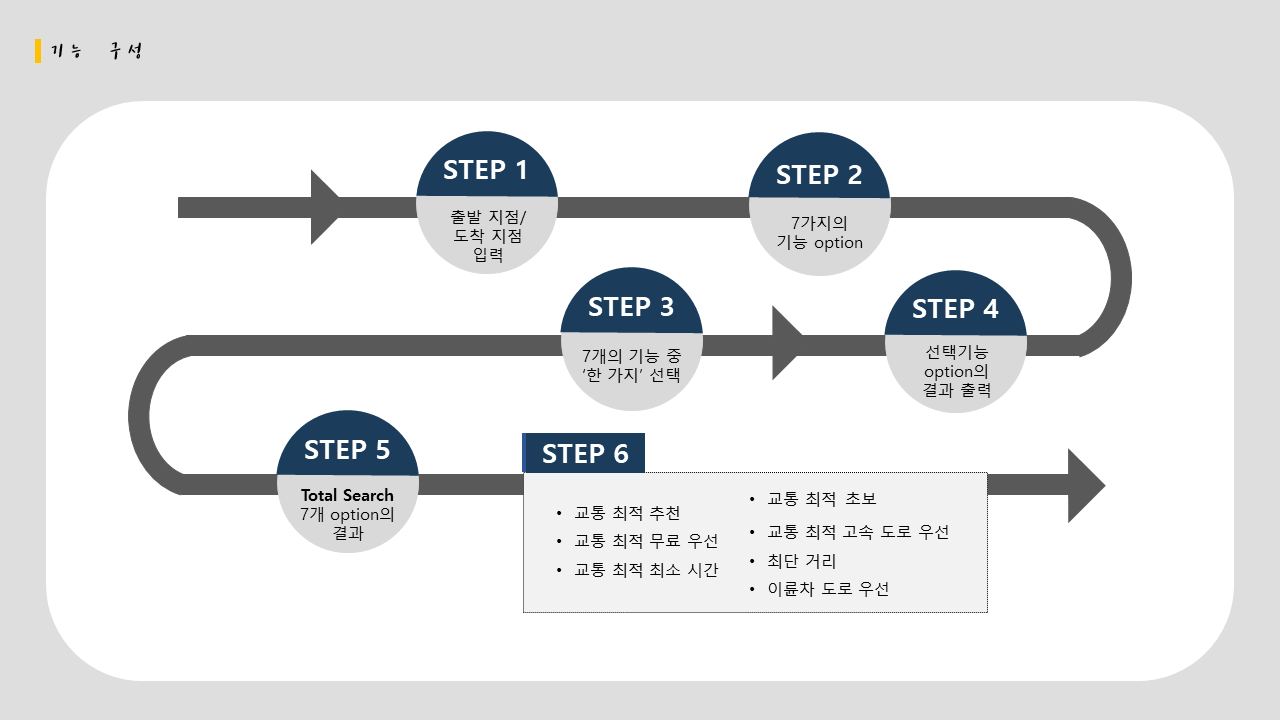 기능 구성
STEP 1
출발 지점/
도착 지점
입력
STEP 2
7가지의
기능 option
STEP 3
7개의 기능 중
‘한 가지’ 선택
STEP 4
선택기능
option의
결과 출력
STEP 5
Total Search
7개 option의
결과
STEP 6
• 교통 최적 추천
• 교통 최적 무료 우선
• 교통 최적 최소 시간
• 교통 최적 초보
• 교통 최적 고속 도로 우선
• 최단 거리
• 이륜차 도로 우선